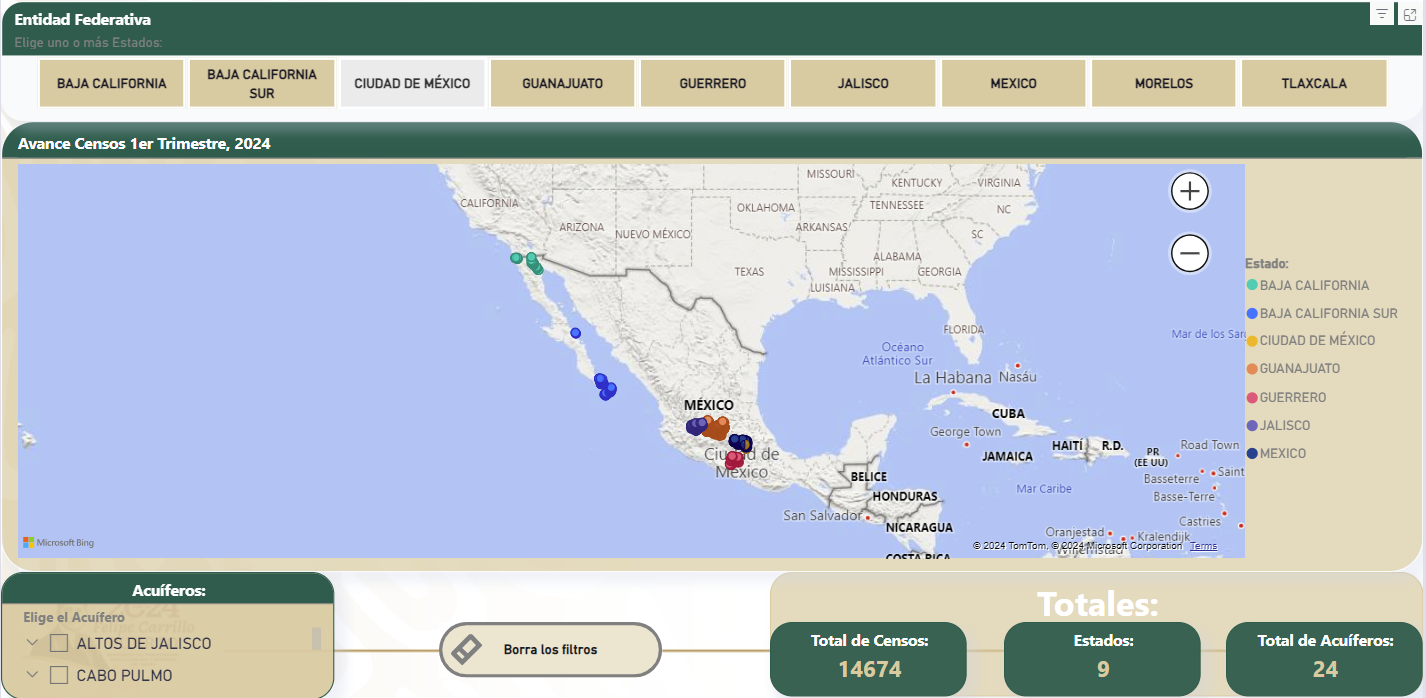 Entidad Federativa
Elige uno o más Estados:
BAJA CALIFORNIA
BAJA CALIFORNIA
SUR
CIUDAD DE MÉXICO
GUANAJUATO
GUERRERO
JALISCO
MEXICO
MORELOS
TLAXCALA
Avance Censos 1er Trimestre, 2024
MISSOURI
KENTUCKY
VIRGINIA
CALIFORNIA
OKLAHOMA
TENNESSEE
NC
ARIZONA
NUEVO MÉXICO
ARKANSAS
SC
ALABAMA
TEXAS
MISSISSIPPI
GEORGIA
LUISIANA
FLORIDA
Océano
Atlántico Sur
Mar de los Sar
La Habana
Nasáu
MÉXICO
CUBA
George Town
HAITÍ
R.D.
PR
(EE UU)
Road Town
JAMAICA
Ciudad de
México
BELICE
Basseterre
Saint
HONDURAS
Mar Caribe
Basse-Terre
San Salvador
NICARAGUA
Castries
Oranjestad
Kralendijk
Willemstad
COSTA RICA
Microsoft Bing
© 2024 TomTom, © 2024 Microsoft Corporation
Terms
Estado:
BAJA CALIFORNIA
BAJA CALIFORNIA SUR
CIUDAD DE MÉXICO
GUANAJUATO
GUERRERO
JALISCO
MEXICO
Acuíferos:
2024
Felipe Carrillo
Elige el Acuífero
ALTOS DE JALISCO
CABO PULMO
Borra los filtros
Totales:
Total de Censos:
14674
Estados:
9
Total de Acuíferos:
24